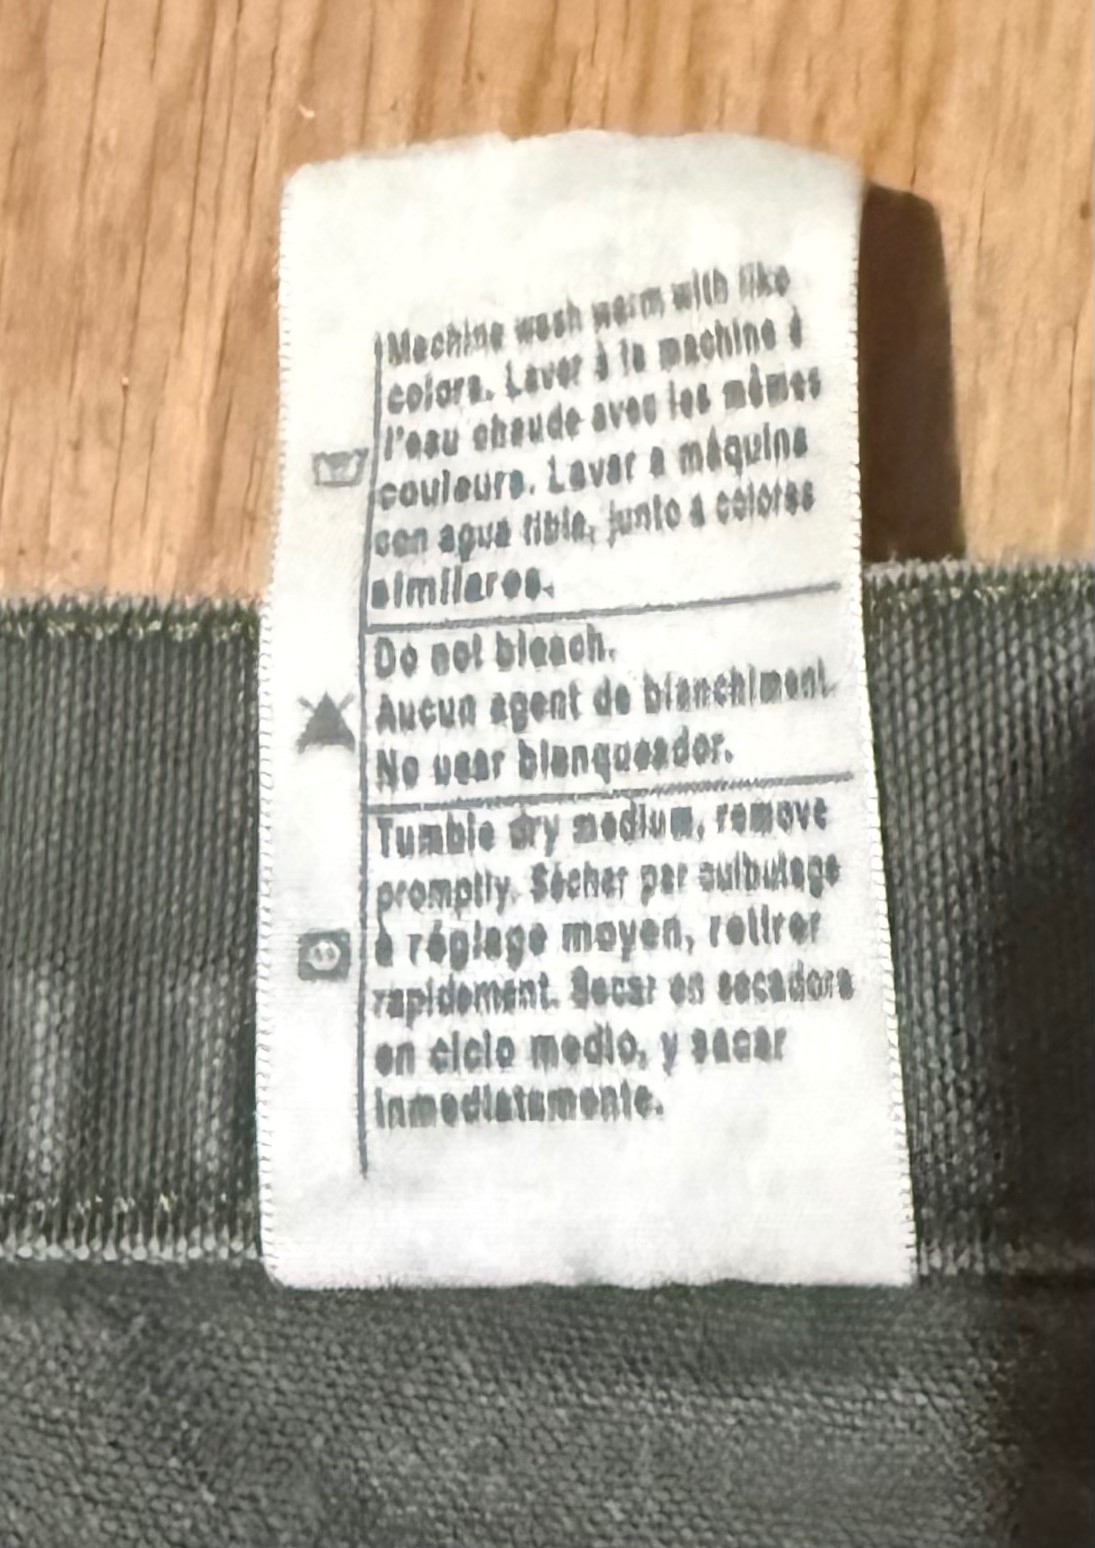 Machine wash warm with like
colors. Laver à la machine à
l'eau chaude avec les mêmes
couleurs. Lavar a máquina
con agua tibia, junto a colores
similares.
Do not bleach.
Aucun agent de blanchiment.
No usar blanqueador.
Tumble dry medium, remove
promptly. Sécher par culbutage
à réglage moyen, retirer
rapidement. Secar en secadora
en ciclo medio, y sacar
inmediatamente.